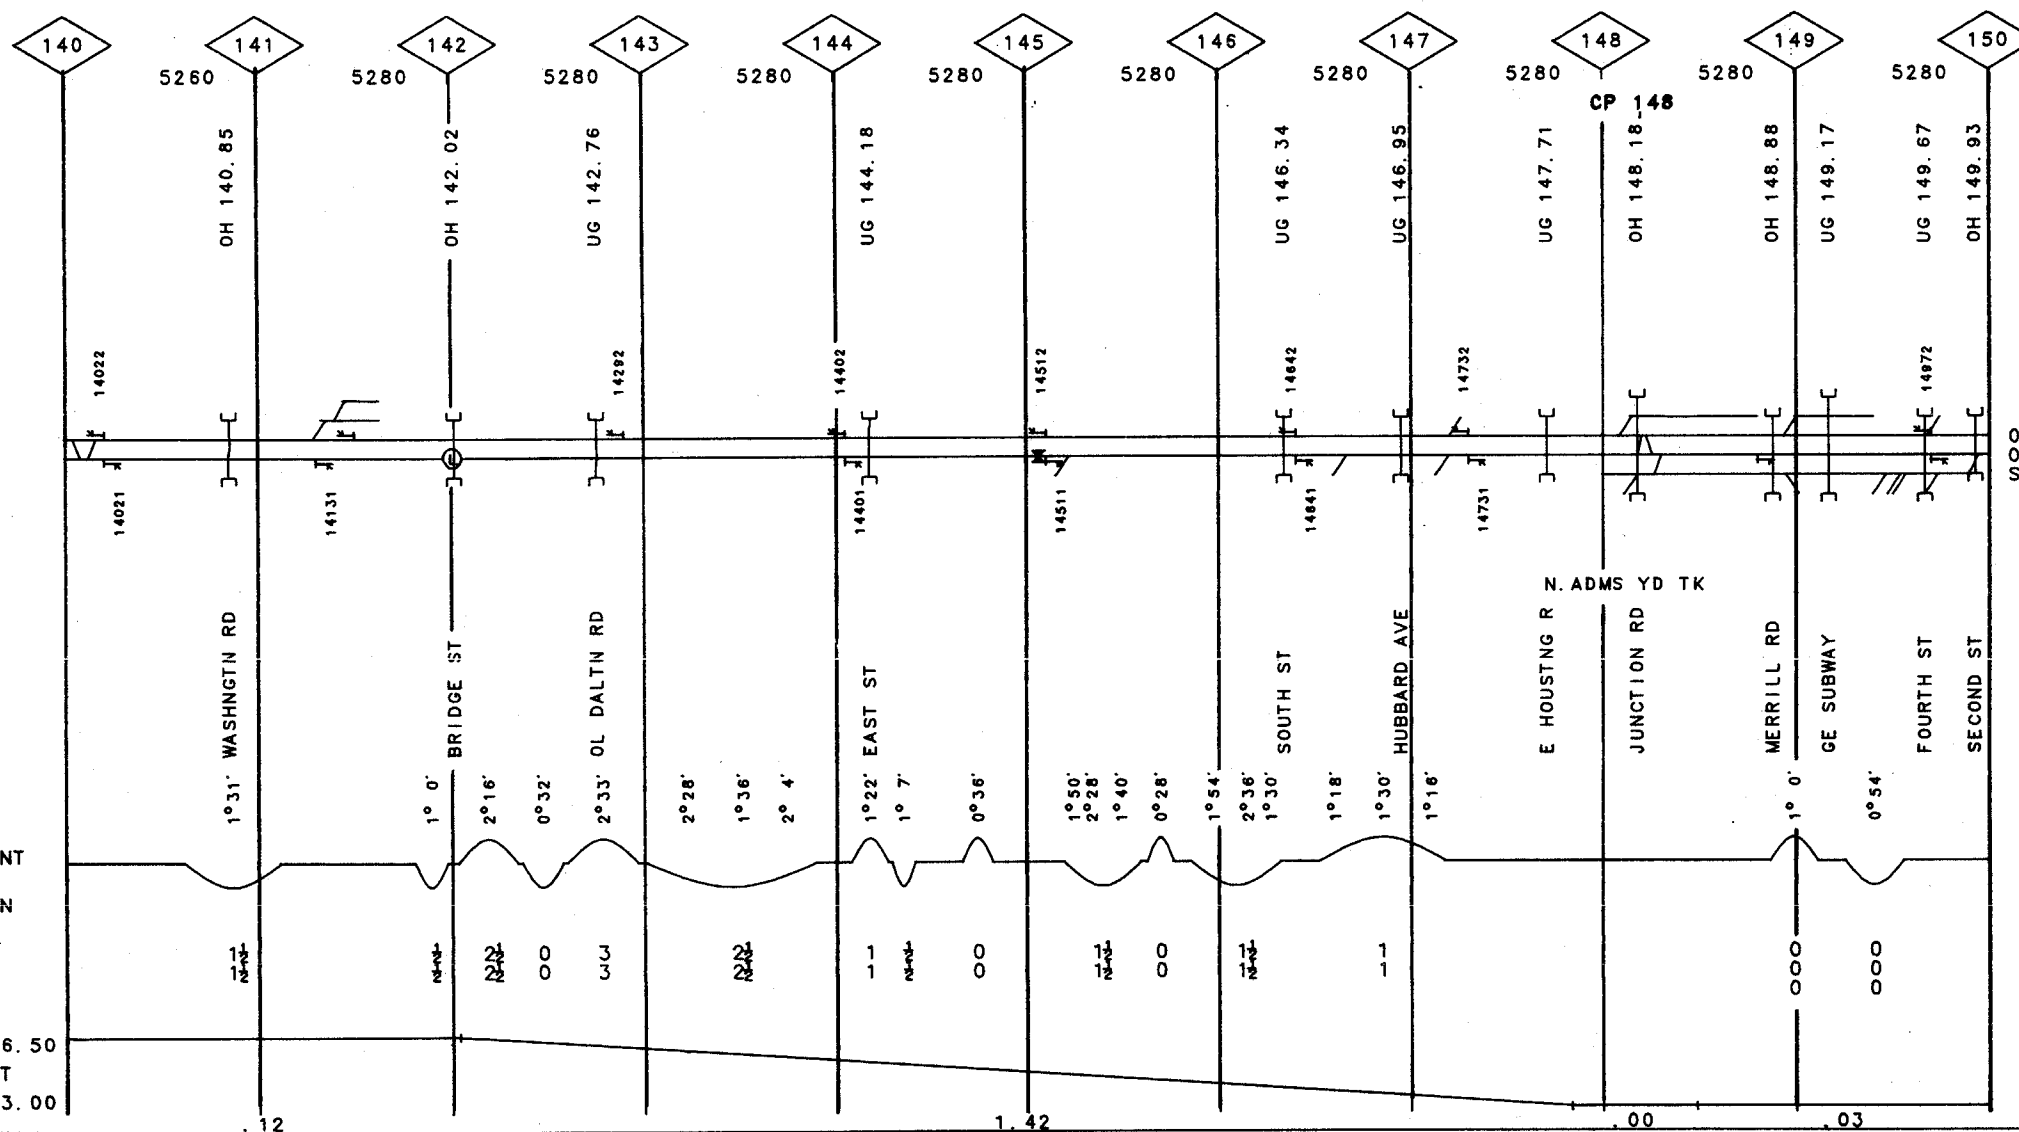 140 141 142 143 144 145 146 147 148 149 150
5260 5280 5280 5280 5280 5280 5280 5280 5280 5280
CP 148
OH 140.85
OH 142.02
UG 142.76
UG 144.18
UG 146.34
UG 146.95
UG 147.71
OH 148.18
OH 148.88
UG 149.17
UG 149.67
OH 149.93
14022
14292
14402
14512
14642
14732
14972
0
0
S
14021
14131
14401
14511
14641
14731
N.ADMS YD TK
WASHNGTN RD
BRIDGE ST
OL DALTN RD
EAST ST
SOUTH ST
HUBBARD AVE
E HOUSTNG R
JUNCTION RD
MERRILL RD
GE SUBWAY
FOURTH ST
SECOND ST
1°31' 1° 0' 2°16' 0°32' 2°33' 2°28' 1°36' 2° 4' 1°22' 1° 7' 0°36' 1°50' 2°28' 1°40' 0°28' 1°54' 2°36' 1°30' 1°18' 1°30' 1°16' 1° 0' 0°54'
NT
N
1½ ½ 2½ 0 3 2½ 1 ½ 0 1½ 0 1½ 1 0 0
1½ ½ 2½ 0 3 2½ 1 ½ 0 1½ 0 1½ 1 0 0
0 0
6.50
T
3.00
.12 1.42 .00 .03